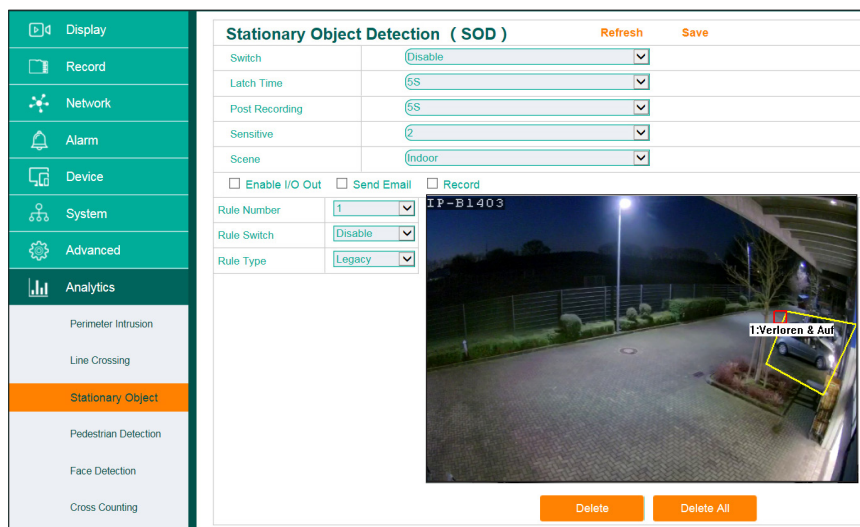 Display
Record
Network
Alarm
Device
System
Advanced
Analytics
Perimeter Intrusion
Line Crossing
Stationary Object
Pedestrian Detection
Face Detection
Cross Counting
Stationary Object Detection ( SOD ) Refresh Save
Switch Disable
Latch Time 5S
Post Recording 5S
Sensitive 2
Scene Indoor
Enable I/O Out Send Email Record
Rule Number 1
Rule Switch Disable
Rule Type Legacy
IP-B1403
1:Verloren & Auf
Delete Delete All